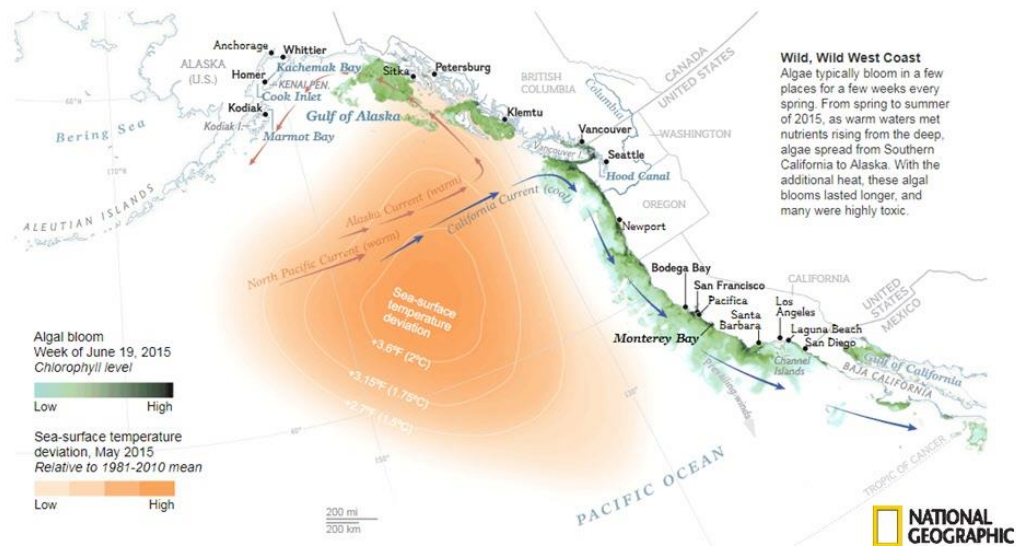 Wild, Wild West Coast
Algae typically bloom in a few
places for a few weeks every
spring. From spring to summer
of 2015, as warm waters met
nutrients rising from the deep,
algae spread from Southern
California to Alaska. With the
additional heat, these algal
blooms lasted longer, and
many were highly toxic.
Anchorage
Whittier
ALASKA
(U.S.)
Kachemak Bay
Homer
KENAI PEN.
Cook Inlet
Kodiak
Kodiak I.
Marmot Bay
Sitka
Petersburg
Gulf of Alaska
BRITISH
COLUMBIA
Klemtu
CANADA
UNITED STATES
Columbia
Vancouver
Vancouver I.
WASHINGTON
Seattle
Hood Canal
OREGON
Newport
60°N
Bering Sea
170°W
ALEUTIAN ISLANDS
Alaska Current (warm)
California Current (cool)
North Pacific Current (warm)
Sea-surface
temperature
deviation
+3.6°F (2°C)
+3.15°F (1.75°C)
+2.7°F (1.5°C)
Bodega Bay
San Francisco
Pacifica
Monterey Bay
Santa
Barbara
CALIFORNIA
Los
Angeles
Laguna Beach
San Diego
Channel
Islands
UNITED
STATES
MEXICO
Gulf of California
BAJA CALIFORNIA
Prevailing winds
TROPIC OF CANCER
PACIFIC OCEAN
Algal bloom
Week of June 19, 2015
Chlorophyll level
Low High
Sea-surface temperature
deviation, May 2015
Relative to 1981-2010 mean
Low High
200 mi
200 km
NATIONAL
GEOGRAPHIC